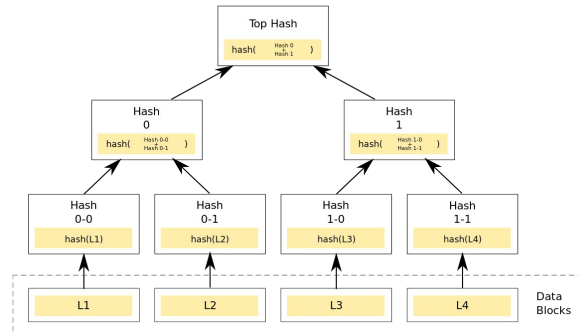 Top Hash
hash( Hash 0 + Hash 1 )
Hash
0
hash( Hash 0-0 + Hash 0-1 )
Hash
1
hash( Hash 1-0 + Hash 1-1 )
Hash
0-0
hash(L1)
Hash
0-1
hash(L2)
Hash
1-0
hash(L3)
Hash
1-1
hash(L4)
L1
L2
L3
L4
Data
Blocks